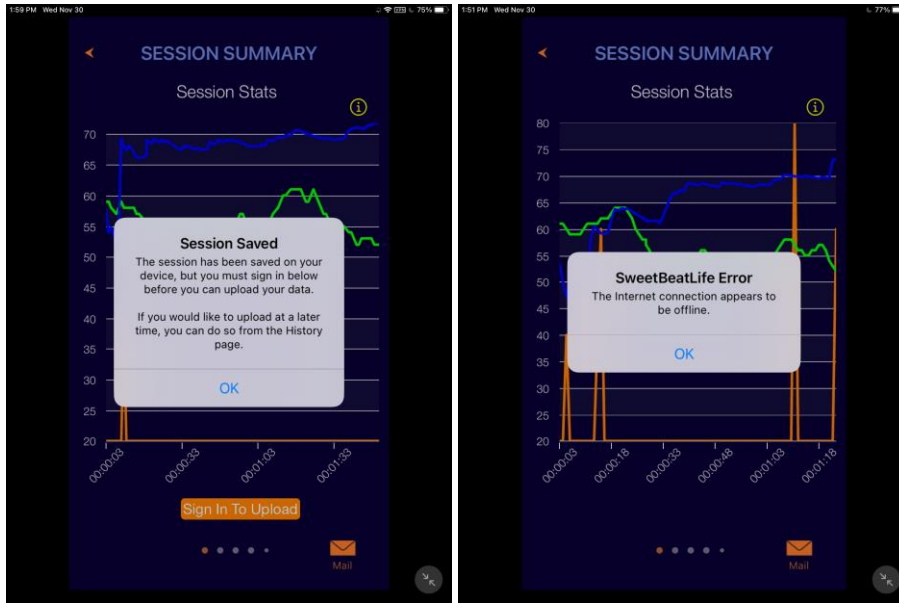 1:59 PM Wed Nov 30
75%
SESSION SUMMARY
Session Stats
70
65
60
55
50
45
40
35
30
25
20
Session Saved
The session has been saved on your
device, but you must sign in below
before you can upload your data.
If you would like to upload at a later
time, you can do so from the History
page.
OK
00:00:03
00:00:33
00:01:03
00:01:33
Sign In To Upload
Mail
1:51 PM Wed Nov 30
77%
SESSION SUMMARY
Session Stats
80
75
70
65
60
55
50
45
40
35
30
25
20
SweetBeatLife Error
The Internet connection appears to
be offline.
OK
00:00:03
00:00:18
00:00:33
00:00:48
00:01:03
00:01:18
Mail